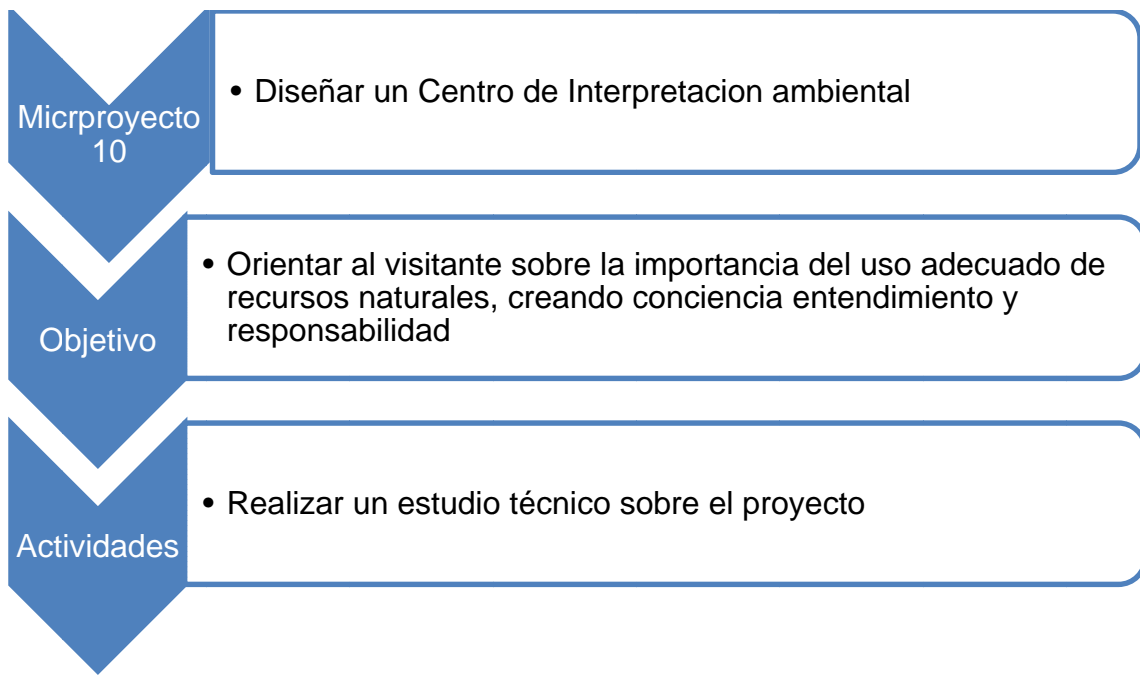 Micrproyecto
10
• Diseñar un Centro de Interpretacion ambiental
Objetivo
• Orientar al visitante sobre la importancia del uso adecuado de
recursos naturales, creando conciencia entendimiento y
responsabilidad
Actividades
• Realizar un estudio técnico sobre el proyecto